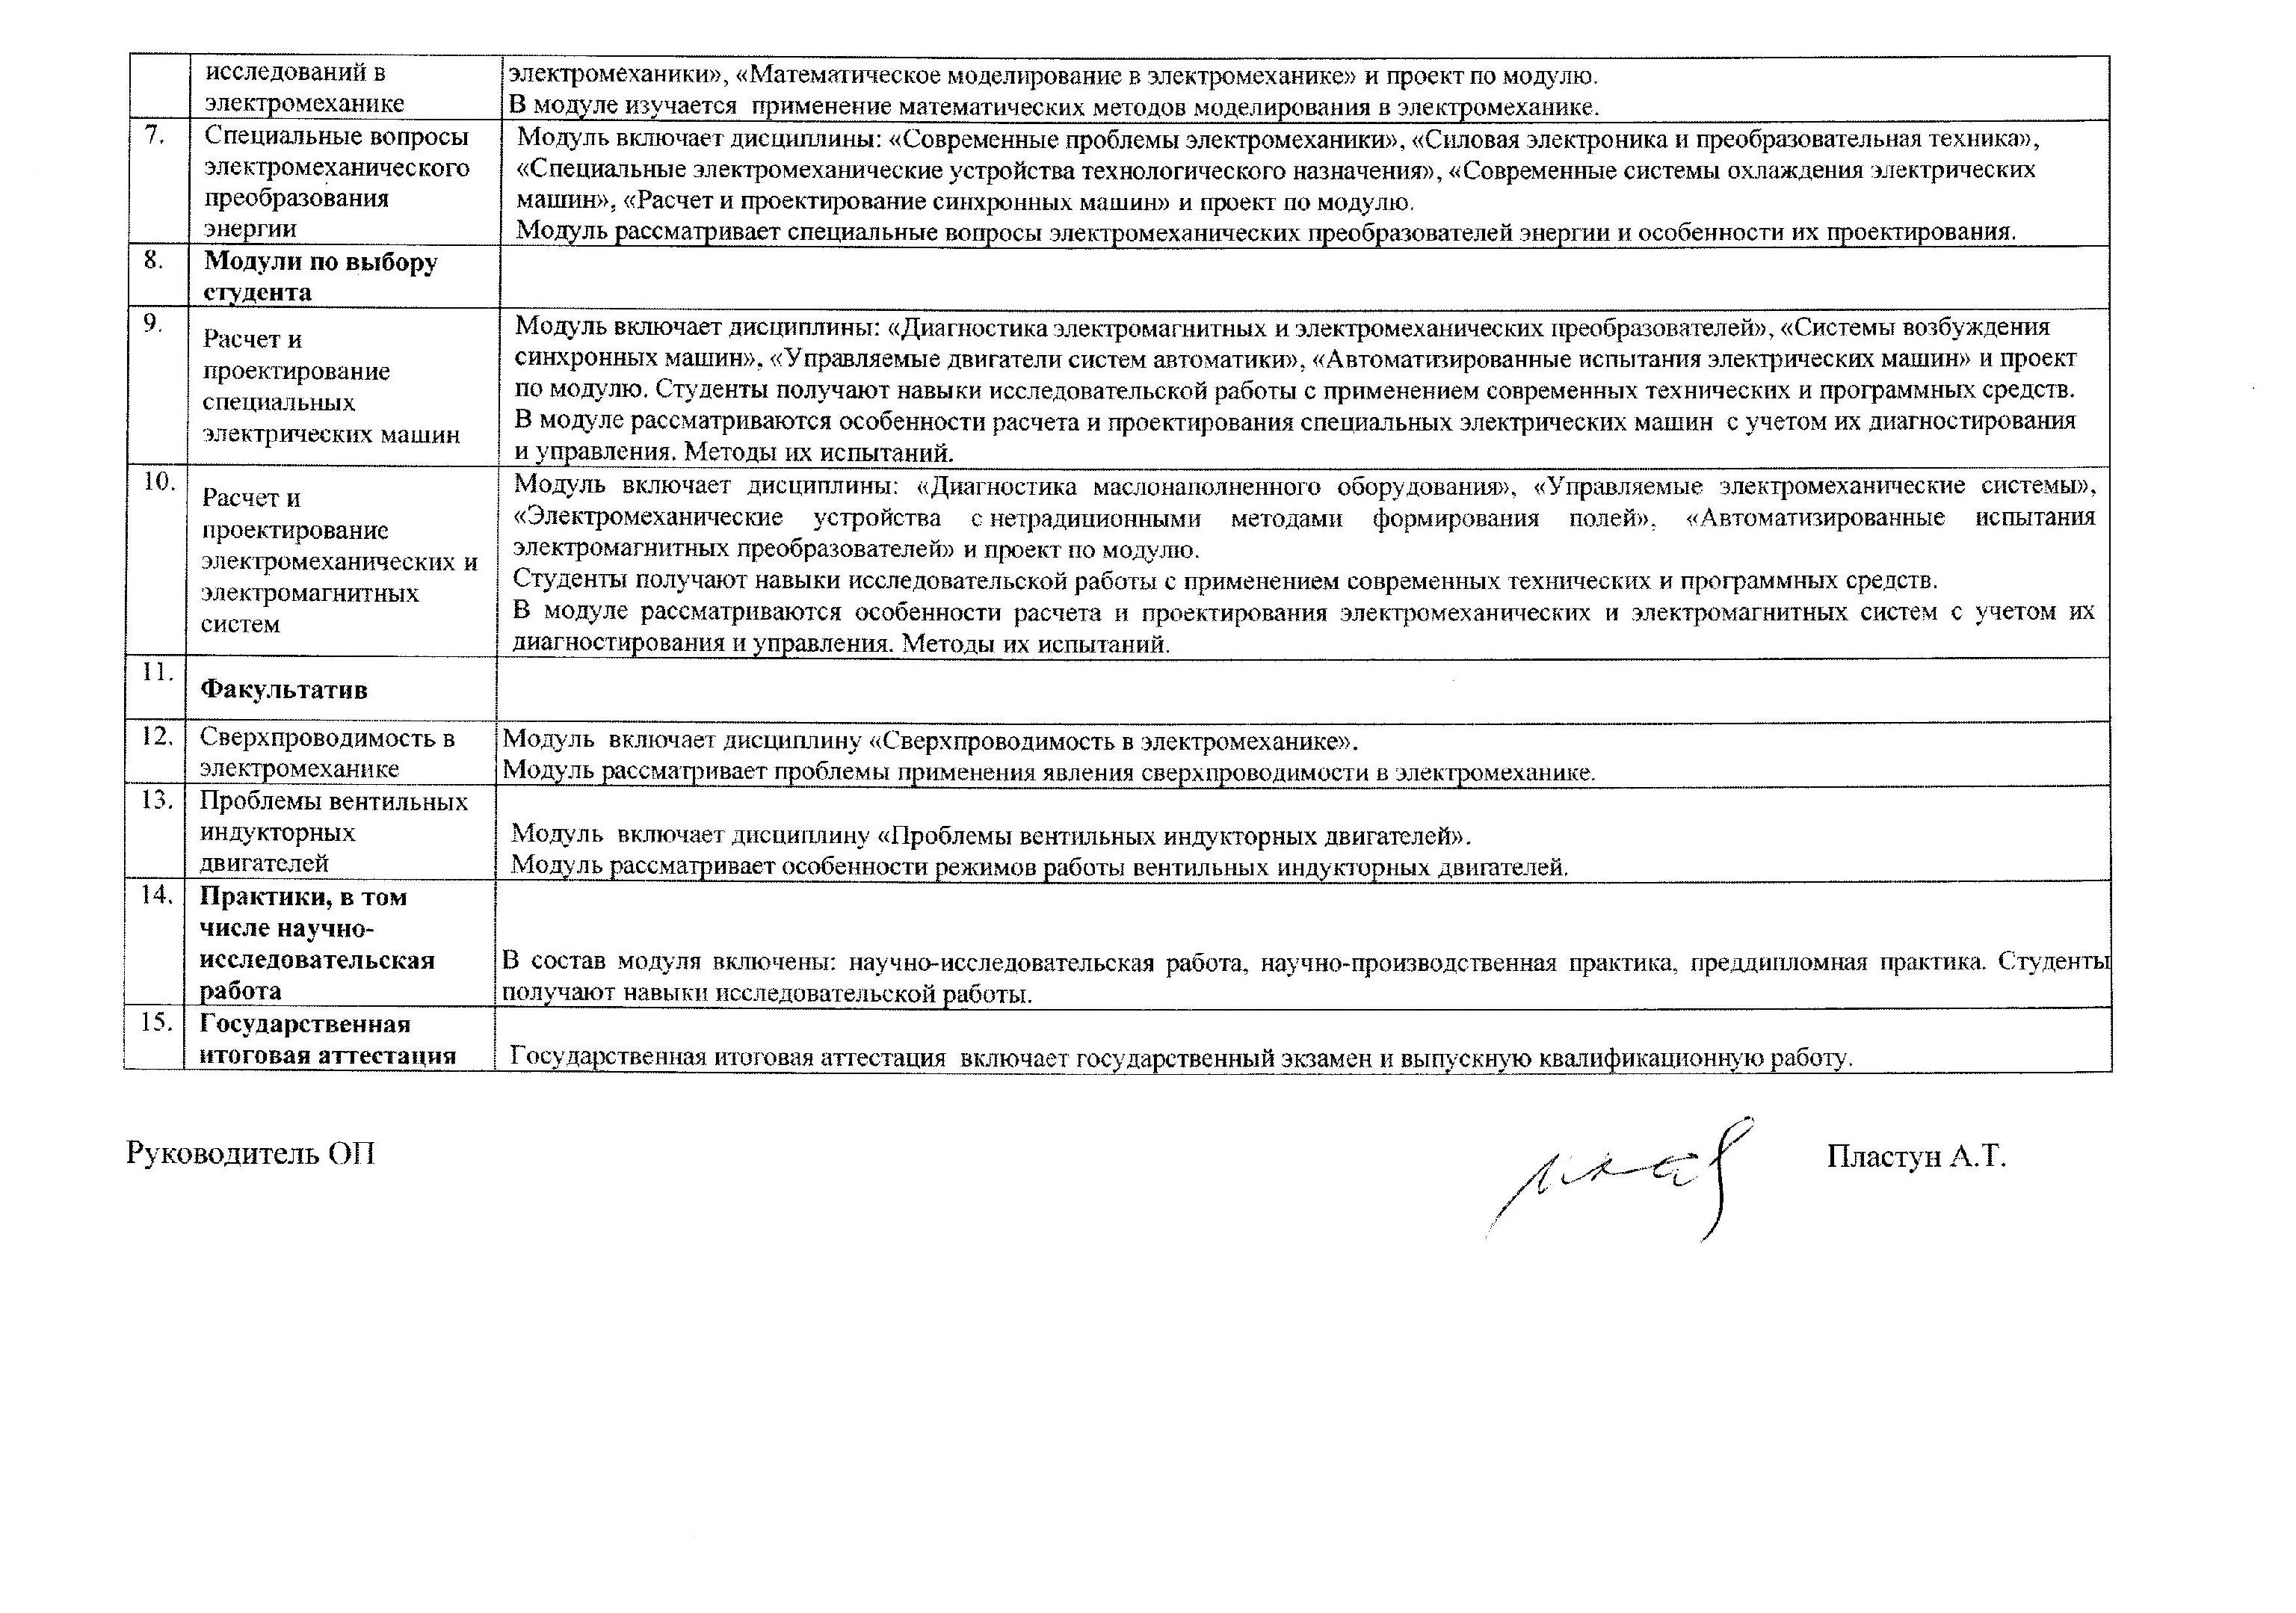 исследований в
электромеханике
электромеханики», «Математическое моделирование в электромеханике» и проект по модулю.
В модуле изучается применение математических методов моделирования в электромеханике.
7.
Специальные вопросы
электромеханического
преобразования
энергии
Модуль включает дисциплины: «Современные проблемы электромеханики», «Силовая электроника и преобразовательная техника»,
«Специальные электромеханические устройства технологического назначения», «Современные системы охлаждения электрических
машин», «Расчет и проектирование синхронных машин» и проект по модулю.
Модуль рассматривает специальные вопросы электромеханических преобразователей энергии и особенности их проектирования.
8.
Модули по выбору
студента
9.
Расчет и
проектирование
специальных
электрических машин
Модуль включает дисциплины: «Диагностика электромагнитных и электромеханических преобразователей», «Системы возбуждения
синхронных машин», «Управляемые двигатели систем автоматики», «Автоматизированные испытания электрических машин» и проект
по модулю. Студенты получают навыки исследовательской работы с применением современных технических и программных средств.
В модуле рассматриваются особенности расчета и проектирования специальных электрических машин с учетом их диагностирования
и управления. Методы их испытаний.
10.
Расчет и
проектирование
электромеханических и
электромагнитных
систем
Модуль включает дисциплины: «Диагностика маслонаполненного оборудования», «Управляемые электромеханические системы»,
«Электромеханические устройства с нетрадиционными методами формирования полей», «Автоматизированные испытания
электромагнитных преобразователей» и проект по модулю.
Студенты получают навыки исследовательской работы с применением современных технических и программных средств.
В модуле рассматриваются особенности расчета и проектирования электромеханических и электромагнитных систем с учетом их
диагностирования и управления. Методы их испытаний.
11.
Факультатив
12.
Сверхпроводимость в
электромеханике
Модуль включает дисциплину «Сверхпроводимость в электромеханике».
Модуль рассматривает проблемы применения явления сверхпроводимости в электромеханике.
13.
Проблемы вентильных
индукторных
двигателей
Модуль включает дисциплину «Проблемы вентильных индукторных двигателей».
Модуль рассматривает особенности режимов работы вентильных индукторных двигателей.
14.
Практики, в том
числе научно-
исследовательская
работа
В состав модуля включены: научно-исследовательская работа, научно-производственная практика, преддипломная практика. Студенты
получают навыки исследовательской работы.
15.
Государственная
итоговая аттестация
Государственная итоговая аттестация включает государственный экзамен и выпускную квалификационную работу.
Руководитель ОП
Пластун А.Т.